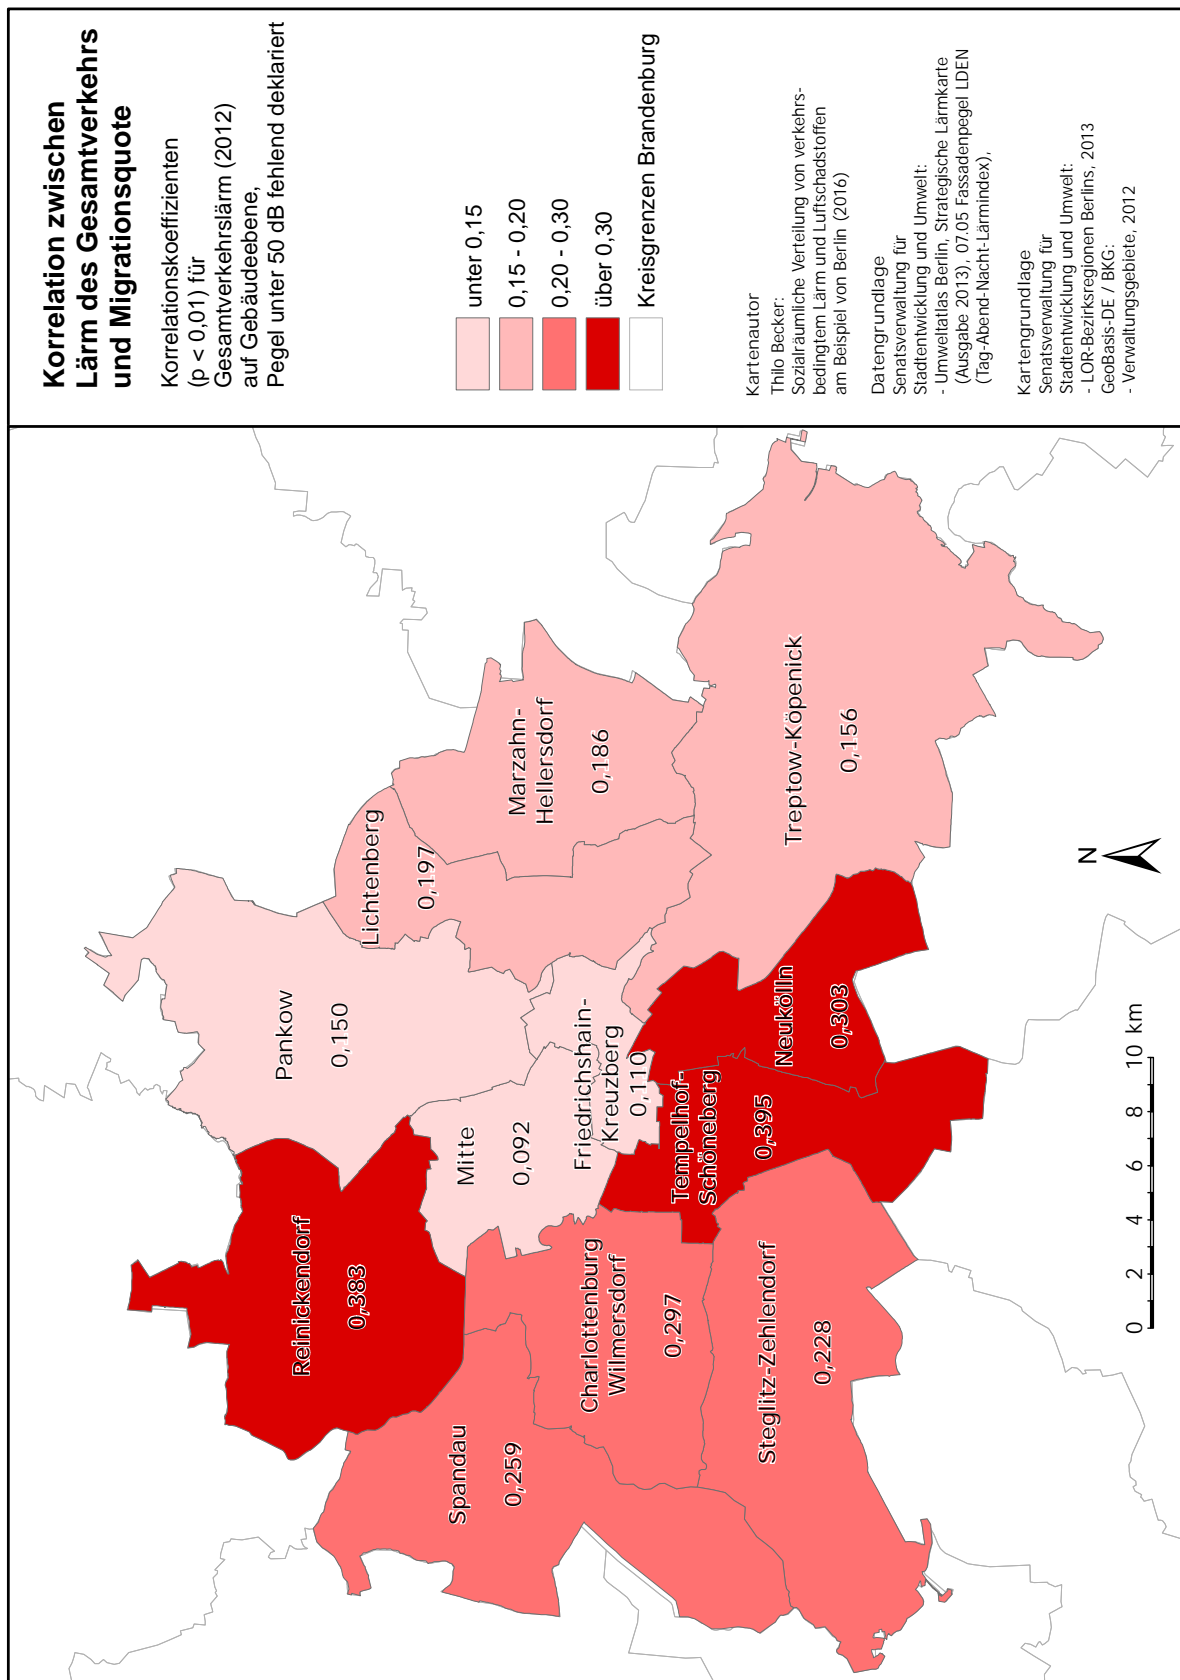 Korrelation zwischen
Lärm des Gesamtverkehrs
und Migrationsquote
Korrelationskoeffizienten
(p < 0,01) für
Gesamtverkehrslärm (2012)
auf Gebäudeebene,
Pegel unter 50 dB fehlend deklariert
unter 0,15
0,15 - 0,20
0,20 - 0,30
über 0,30
Kreisgrenzen Brandenburg
Kartenautor
Thilo Becker:
Sozialräumliche Verteilung von verkehrs-
bedingtem Lärm und Luftschadstoffen
am Beispiel von Berlin (2016)
Datengrundlage
Senatsverwaltung für
Stadtentwicklung und Umwelt:
- Umweltatlas Berlin, Strategische Lärmkarte
(Ausgabe 2013), 07.05 Fassadenpegel LDEN
(Tag-Abend-Nacht-Lärmindex),
Kartengrundlage
Senatsverwaltung für
Stadtentwicklung und Umwelt:
- LOR-Bezirksregionen Berlins, 2013
GeoBasis-DE / BKG:
- Verwaltungsgebiete, 2012
Reinickendorf
0,383
Pankow
0,150
Lichtenberg
0,197
Marzahn-
Hellersdorf
0,186
Spandau
0,259
Mitte
0,092
Charlottenburg
Wilmersdorf
0,297
Friedrichshain-
Kreuzberg
0,110
Tempelhof-
Schöneberg
0,395
Neukölln
0,303
Treptow-Köpenick
0,156
Steglitz-Zehlendorf
0,228
N
0 2 4 6 8 10 km